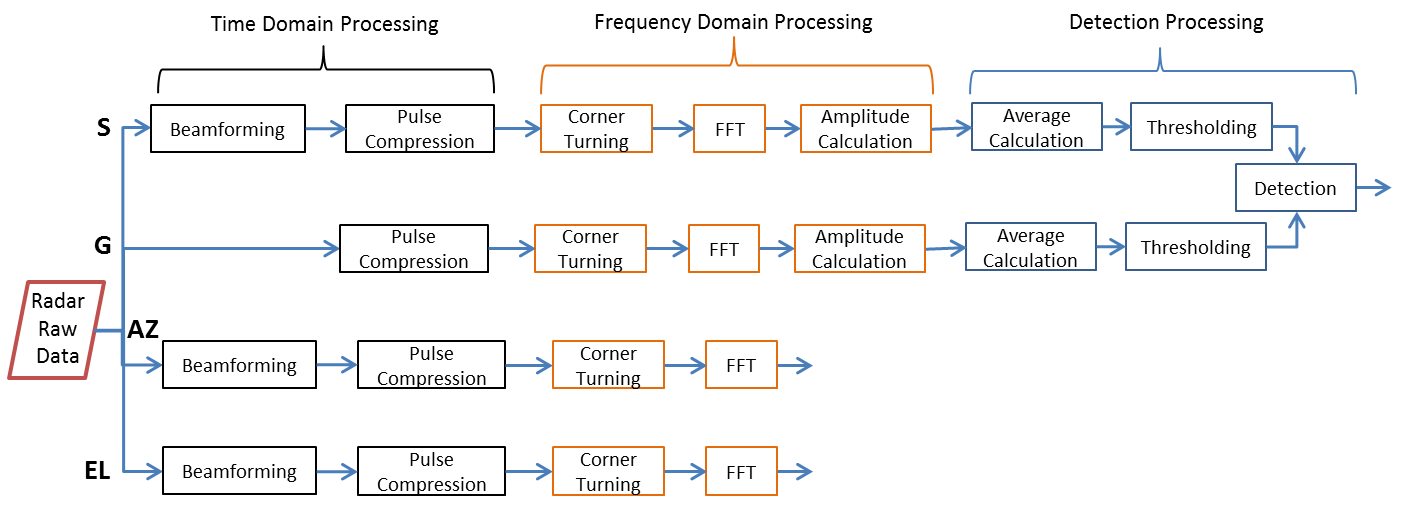 Time Domain Processing
Frequency Domain Processing
Detection Processing
S
Beamforming
Pulse
Compression
Corner
Turning
FFT
Amplitude
Calculation
Average
Calculation
Thresholding
Detection
G
Pulse
Compression
Corner
Turning
FFT
Amplitude
Calculation
Average
Calculation
Thresholding
Radar
Raw
Data
AZ
Beamforming
Pulse
Compression
Corner
Turning
FFT
EL
Beamforming
Pulse
Compression
Corner
Turning
FFT